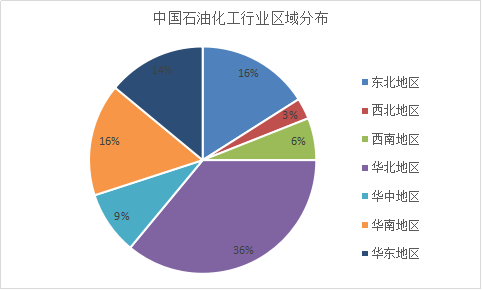 中国石油化工行业区域分布
14%
16%
3%
6%
16%
9%
36%
东北地区
西北地区
西南地区
华北地区
华中地区
华南地区
华东地区